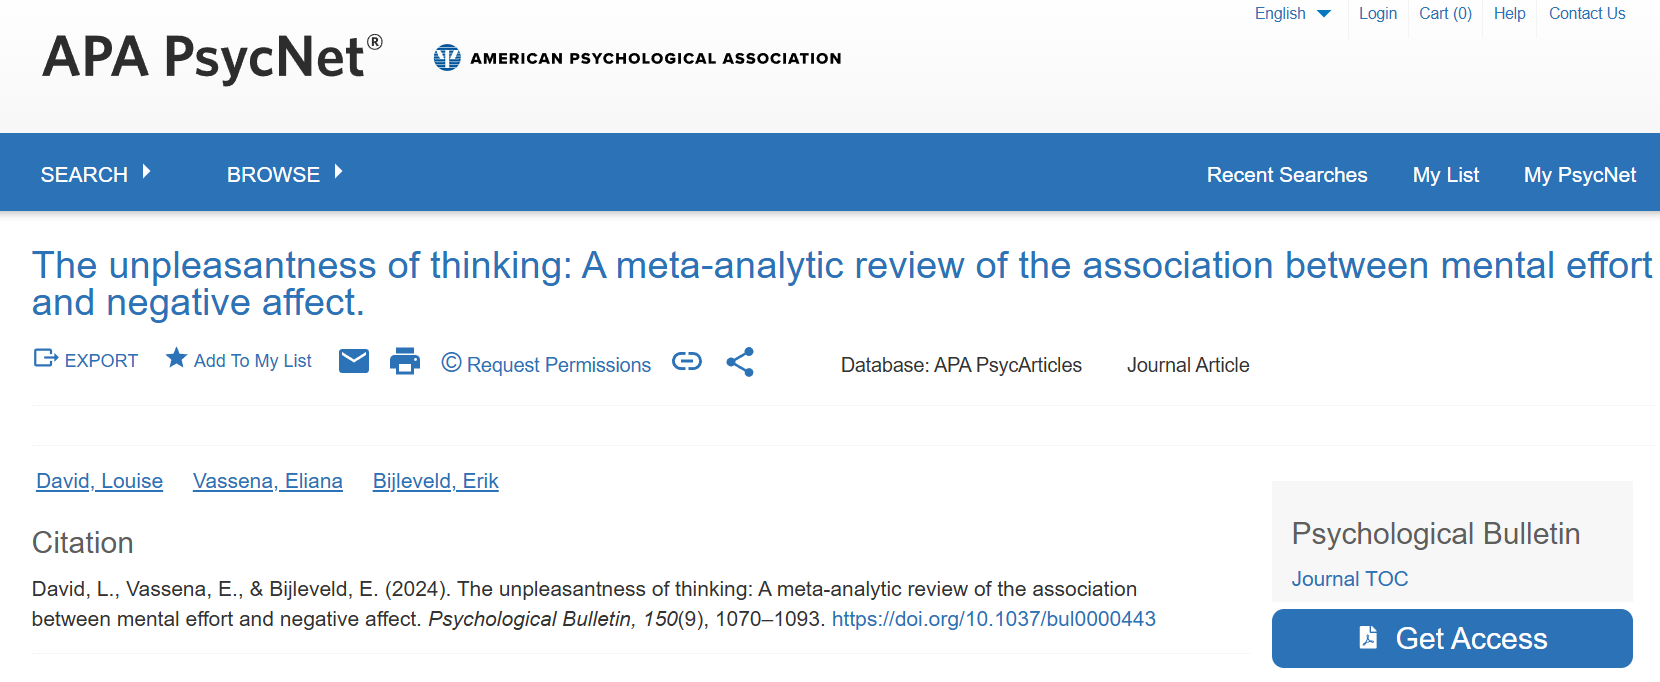 English Login Cart (0) Help Contact Us
APA PsycNet® AMERICAN PSYCHOLOGICAL ASSOCIATION
SEARCH BROWSE Recent Searches My List My PsycNet
The unpleasantness of thinking: A meta-analytic review of the association between mental effort
and negative affect.
EXPORT Add To My List © Request Permissions Database: APA PsycArticles Journal Article
David, Louise Vassena, Eliana Bijleveld, Erik
Citation
David, L., Vassena, E., & Bijleveld, E. (2024). The unpleasantness of thinking: A meta-analytic review of the association
between mental effort and negative affect. Psychological Bulletin, 150(9), 1070–1093. https://doi.org/10.1037/bul0000443
Psychological Bulletin
Journal TOC
Get Access